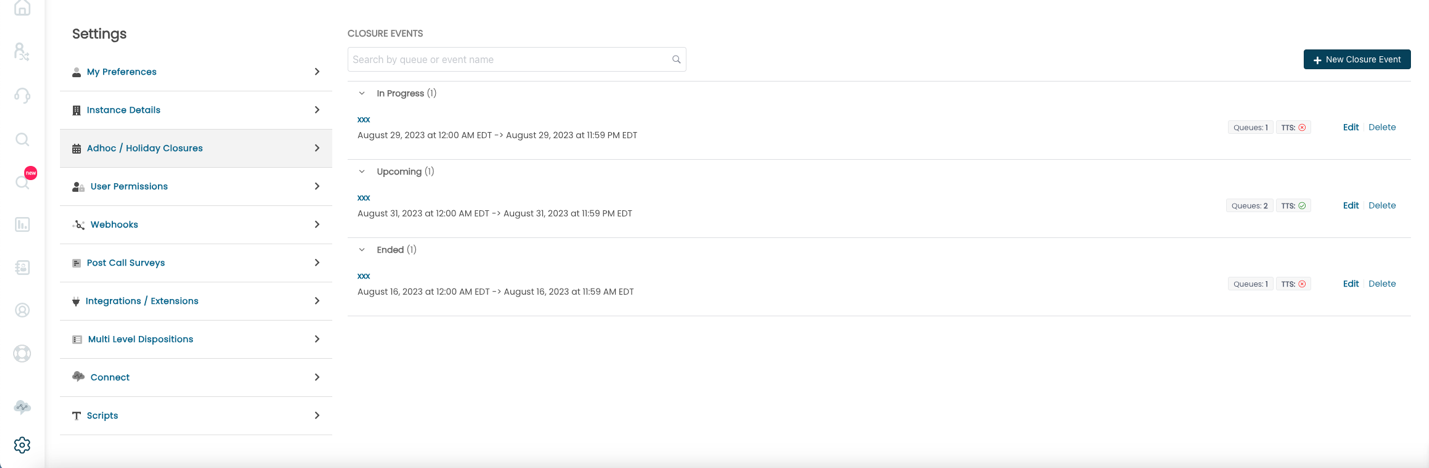 Settings
My Preferences
Instance Details
Adhoc / Holiday Closures
new
User Permissions
Webhooks
Post Call Surveys
Integrations / Extensions
Multi Level Dispositions
Connect
Scripts
CLOSURE EVENTS
Search by queue or event name
New Closure Event
In Progress (1)
xxx
August 29, 2023 at 12:00 AM EDT -> August 29, 2023 at 11:59 PM EDT
Queues: 1 TTS: Edit Delete
Upcoming (1)
xxx
August 31, 2023 at 12:00 AM EDT -> August 31, 2023 at 11:59 PM EDT
Queues: 2 TTS: Edit Delete
Ended (1)
xxx
August 16, 2023 at 12:00 AM EDT -> August 16, 2023 at 11:59 AM EDT
Queues: 1 TTS: Edit Delete